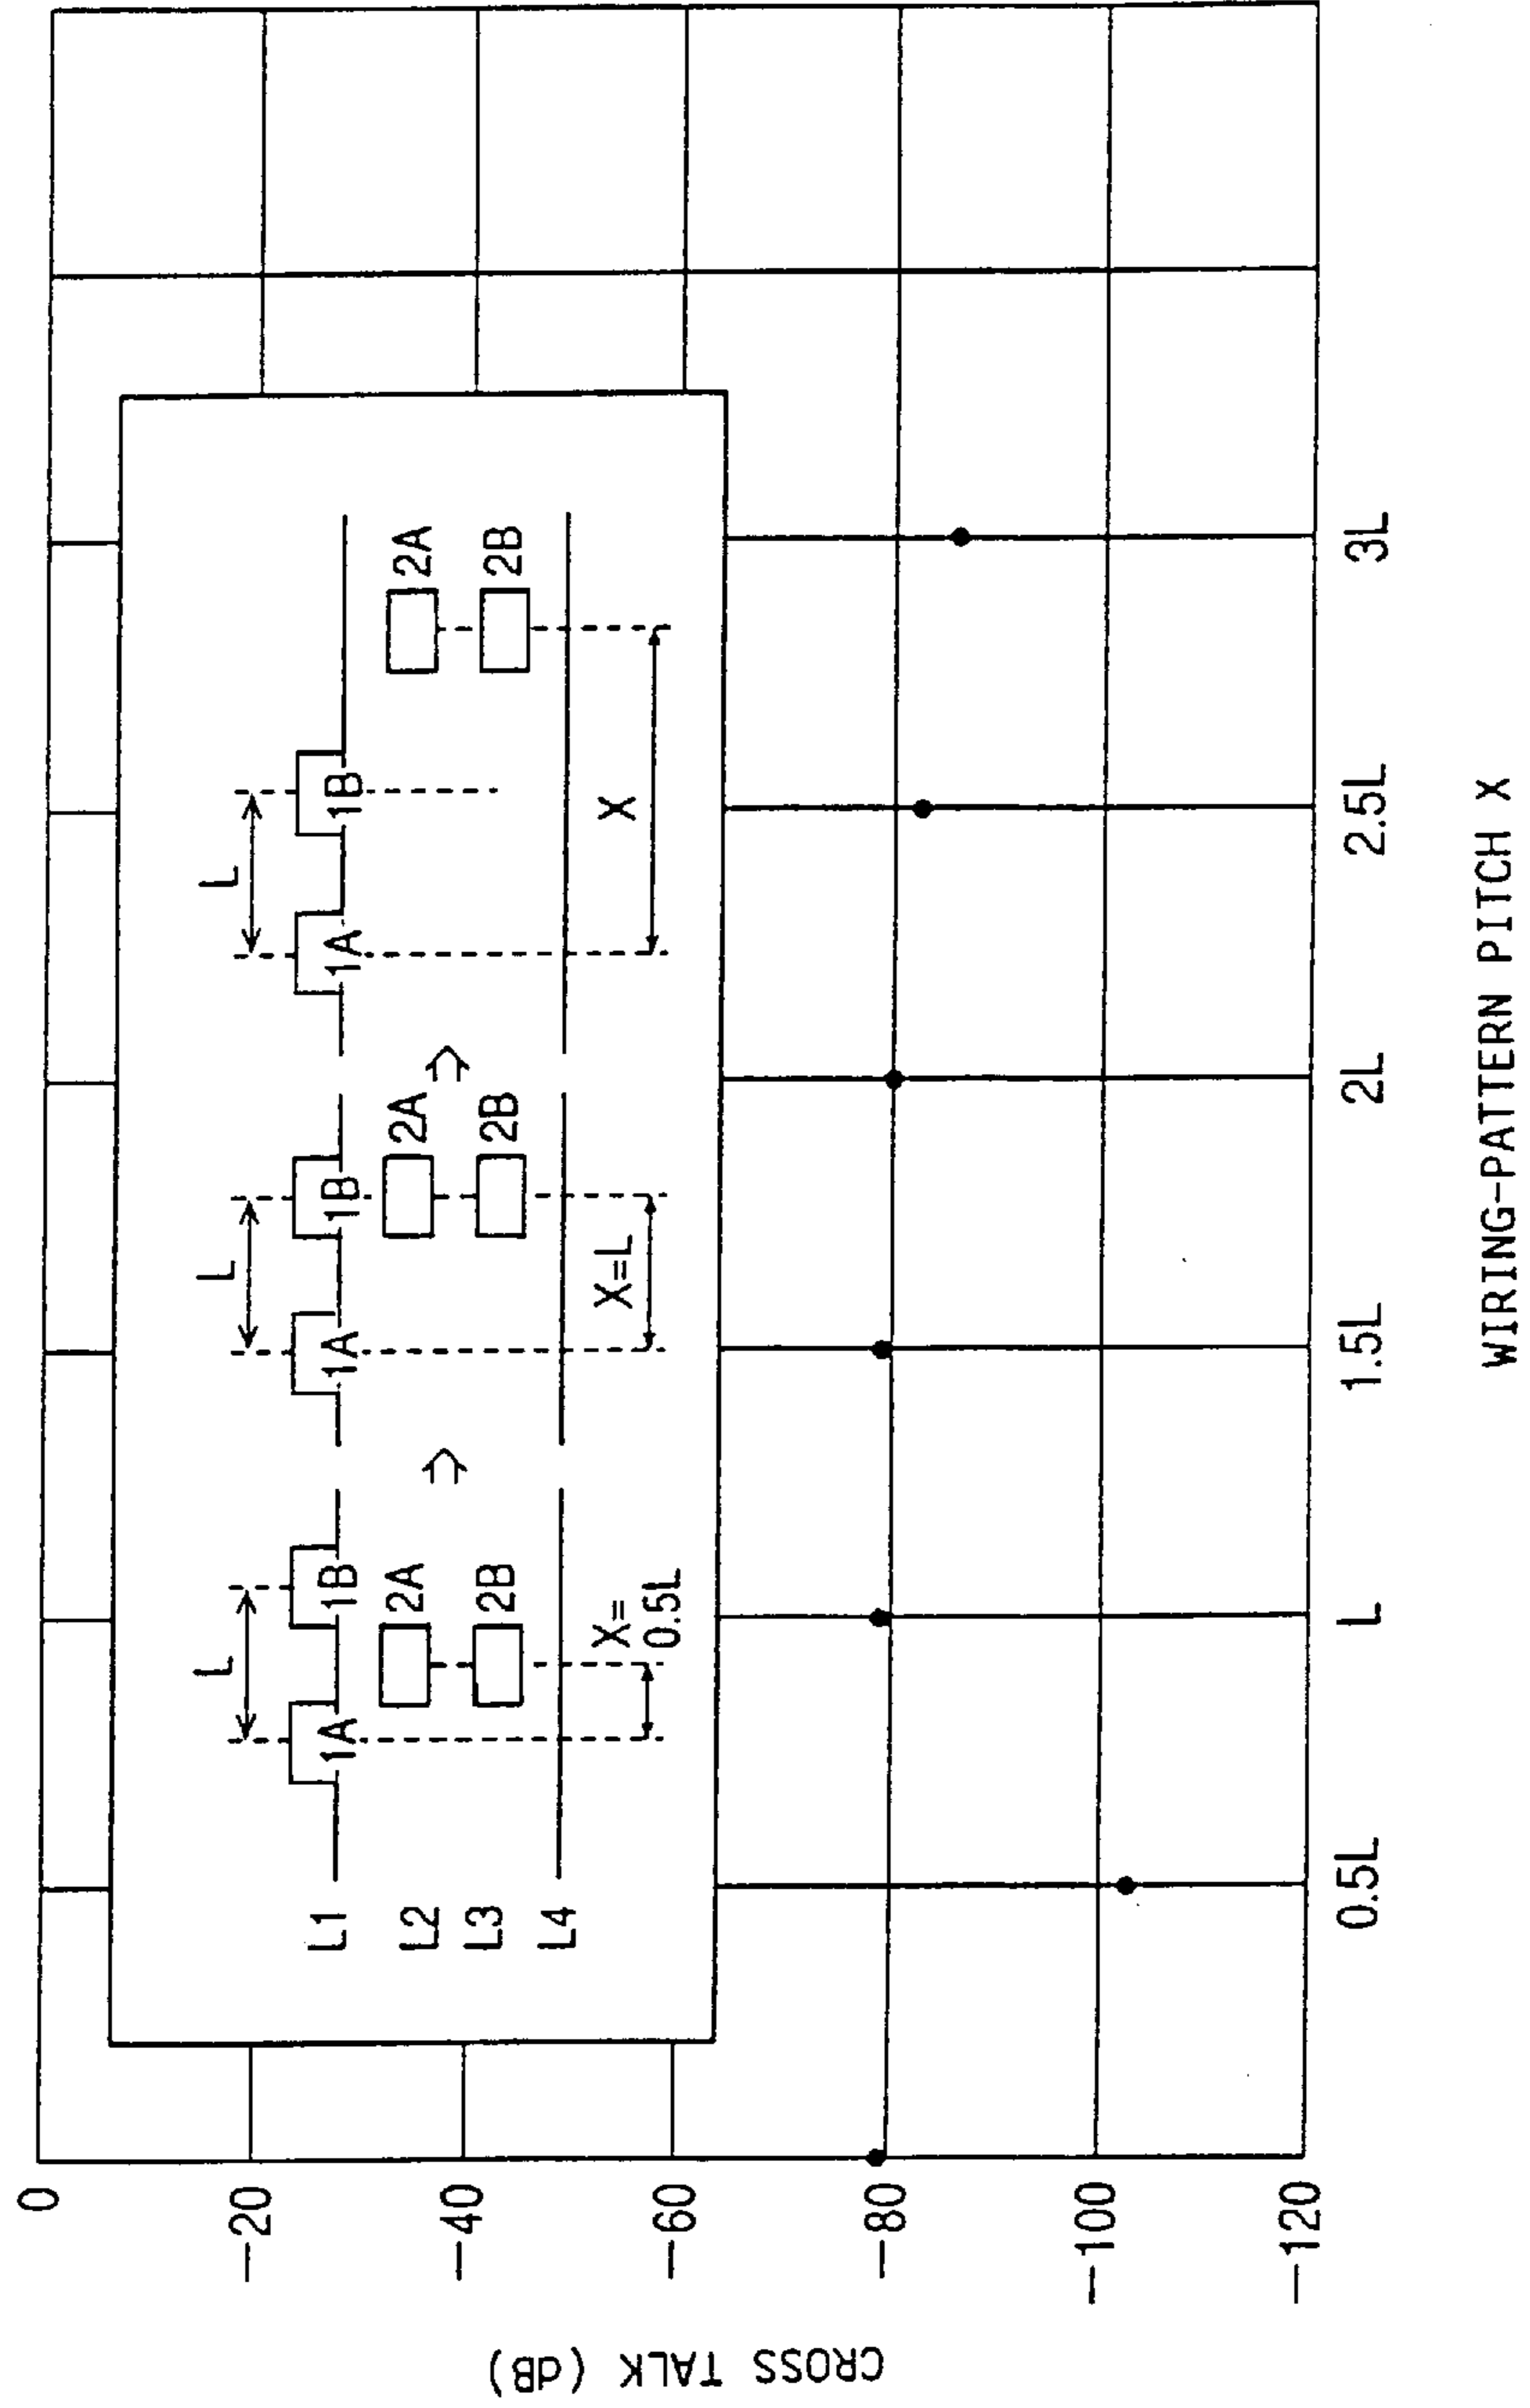 CROSS TALK (dB)
0
-20
-40
-60
-80
-100
-120
L
L
L
L1
1A
1B
1A
1B
1A
1B
L2
2A
2A
2A
L3
2B
2B
2B
L4
X=
0.5L
X=L
X
0.5L
L
1.5L
2L
2.5L
3L
WIRING-PATTERN PITCH X